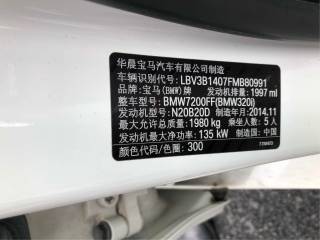 华晨宝马汽车有限公司制造
车辆识别代号: LBV3B1407FMB80991
品牌: 宝马(BMW)牌 发动机排量: 1997 ml
整车型号: BMW7200FF(BMW320i)
发动机型号: N20B20D 制造年月: 2014.11
最大允许总质量: 1980 kg 乘坐人数: 5 人
发动机最大净功率: 135 kW 制造国: 中国
颜色代码/色圈: 300